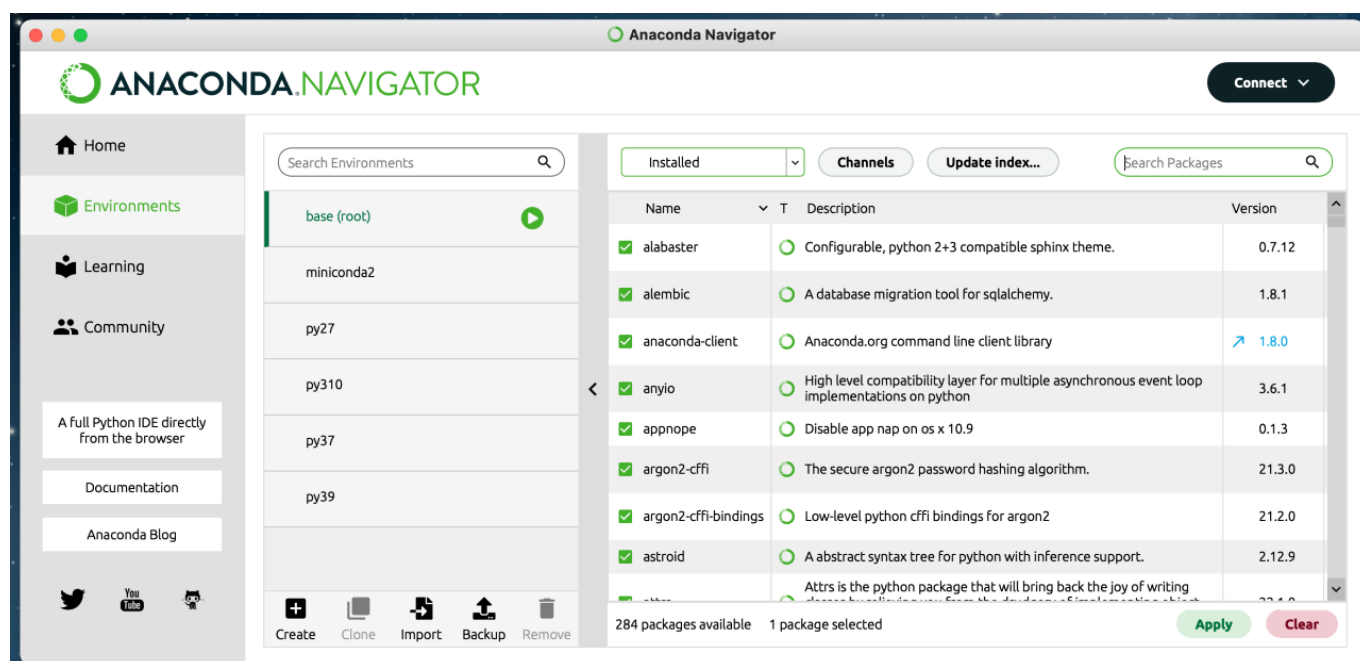 Anaconda Navigator
ANACONDA.NAVIGATOR
Connect
Home
Environments
Learning
Community
A full Python IDE directly
from the browser
Documentation
Anaconda Blog
You
Tube
Search Environments
base (root)
miniconda2
py27
py310
py37
py39
Create Clone Import Backup Remove
Installed Channels Update index... Search Packages
Name T Description Version
alabaster Configurable, python 2+3 compatible sphinx theme. 0.7.12
alembic A database migration tool for sqlalchemy. 1.8.1
anaconda-client Anaconda.org command line client library 1.8.0
anyio High level compatibility layer for multiple asynchronous event loop
implementations on python 3.6.1
appnope Disable app nap on os x 10.9 0.1.3
argon2-cffi The secure argon2 password hashing algorithm. 21.3.0
argon2-cffi-bindings Low-level python cffi bindings for argon2 21.2.0
astroid A abstract syntax tree for python with inference support. 2.12.9
Attrs is the python package that will bring back the joy of writing
284 packages available 1 package selected Apply Clear